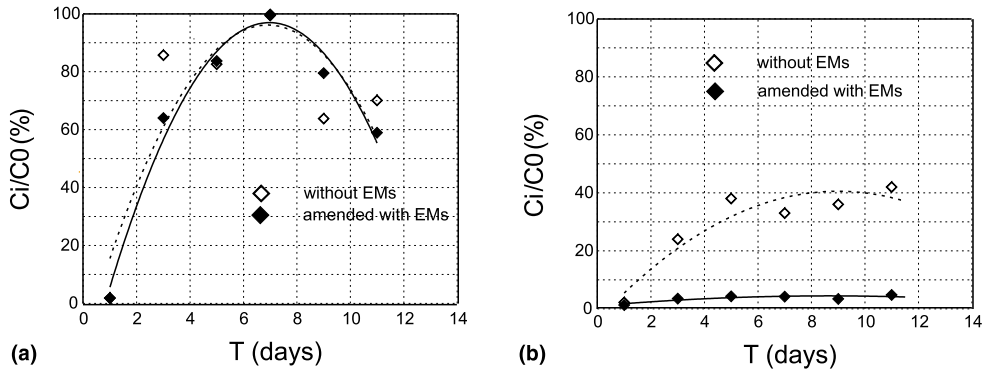 100
80
60
40
20
0
Ci/C0 (%)
without EMs
amended with EMs
0 2 4 6 8 10 12 14
(a) T (days)
100
80
60
40
20
0
Ci/C0 (%)
without EMs
amended with EMs
0 2 4 6 8 10 12 14
(b) T (days)